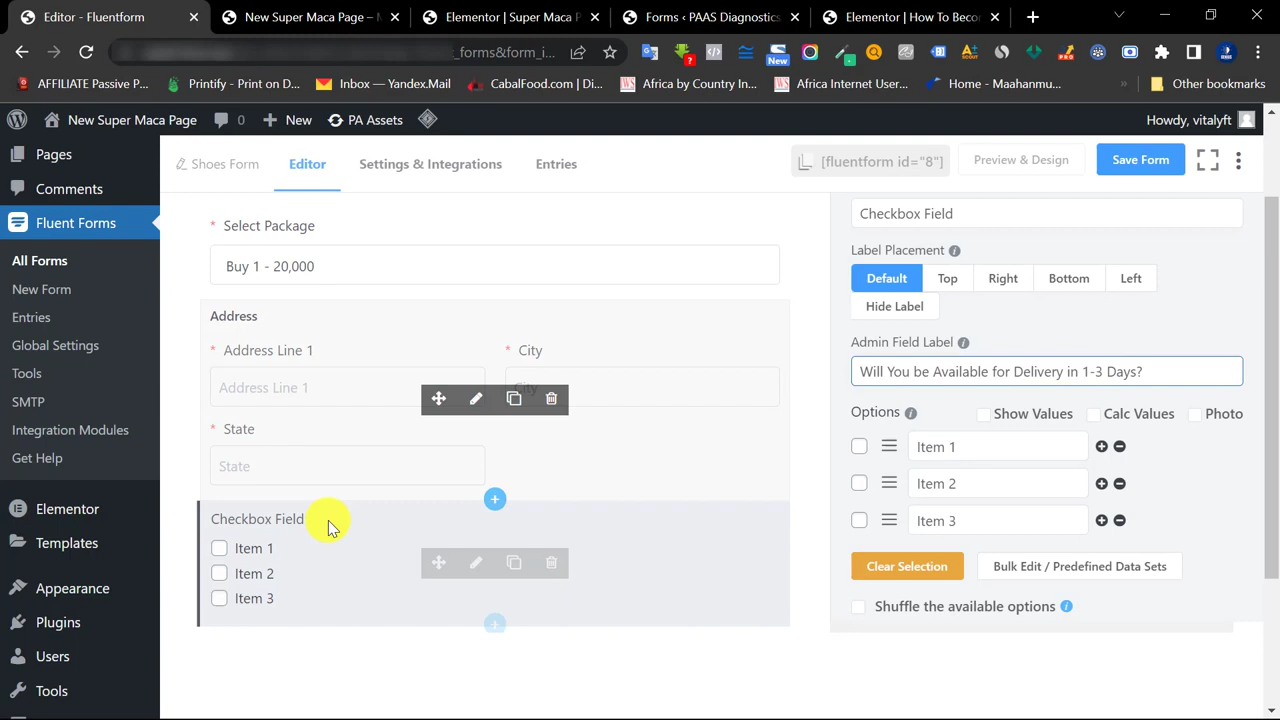 Editor - Fluentform
New Super Maca Page –
Elementor | Super Maca P
Forms ‹ PAAS Diagnostics
Elementor | How To Becor
_forms&form_i...
New
?
PRO
AFFILIATE Passive P...
Printify - Print on D...
Inbox — Yandex.Mail
CabalFood.com | Di...
Africa by Country In...
Africa Internet User...
Home - Maahanmu...
»
Other bookmarks
New Super Maca Page
0
New
PA Assets
Howdy, vitalyft
Pages
Comments
Fluent Forms
All Forms
New Form
Entries
Global Settings
Tools
SMTP
Integration Modules
Get Help
Elementor
Templates
Appearance
Plugins
Users
Tools
Shoes Form
Editor
Settings & Integrations
Entries
[fluentform id="8"]
Preview & Design
Save Form
* Select Package
Buy 1 - 20,000
Address
* Address Line 1
* City
Address Line 1
City
* State
State
Checkbox Field
Item 1
Item 2
Item 3
Checkbox Field
Label Placement
Default
Top
Right
Bottom
Left
Hide Label
Admin Field Label
Will You be Available for Delivery in 1-3 Days?
Options
Show Values
Calc Values
Photo
Item 1
Item 2
Item 3
Clear Selection
Bulk Edit / Predefined Data Sets
Shuffle the available options